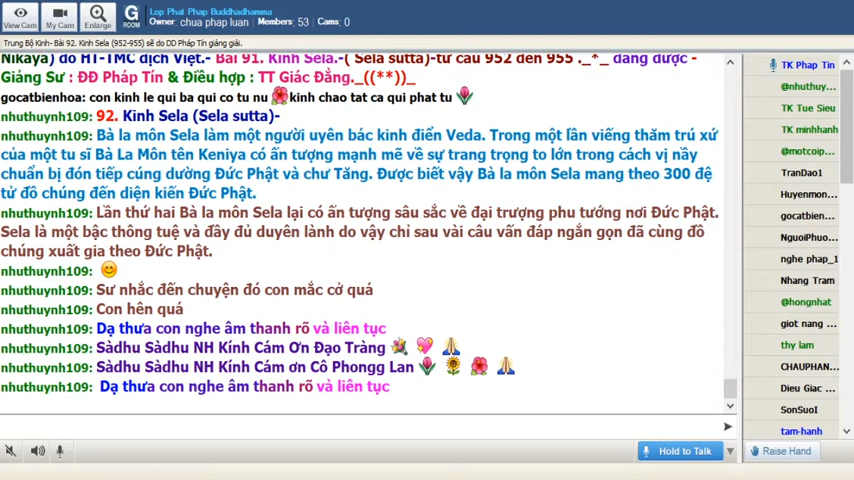 Lop Phat Phap Buddhadhamma
Owner: chua phap luan Members: 53 Cams: 0
View Cam
My Cam
Enlarge
G
ROOM
Trung Bộ Kinh- Bài 92. Kinh Sela (952-955) sẽ do DD Pháp Tín giảng giải.
Nikaya) do HT-TMC dịch Việt.- Bài 91. Kinh Sela.-( Sela sutta)-từ câu 952 đến 955 ._*_ đang được -
Giảng Sư : ĐĐ Pháp Tín & Điều hợp : TT Giác Đẳng._((**))_
gocatbienhoa: con kinh le qui ba qui co tu nu kinh chao tat ca qui phat tu
nhuthuynh109: 92. Kinh Sela (Sela sutta)-
nhuthuynh109: Bà la môn Sela làm một người uyên bác kinh điển Veda. Trong một lần viếng thăm trú xứ
của một tu sĩ Bà La Môn tên Keniya có ấn tượng mạnh mẽ về sự trang trọng to lớn trong cách vị nầy
chuẩn bị đón tiếp cúng dường Đức Phật và chư Tăng. Được biết vậy Bà la môn Sela mang theo 300 đệ
tử đồ chúng đến diện kiến Đức Phật.
nhuthuynh109: Lần thứ hai Bà la môn Sela lại có ấn tượng sâu sắc về đại trượng phu tướng nơi Đức Phật.
Sela là một bậc thông tuệ và đầy đủ duyên lành do vậy chỉ sau vài câu vấn đáp ngắn gọn đã cùng đồ
chúng xuất gia theo Đức Phật.
nhuthuynh109:
nhuthuynh109: Sư nhắc đến chuyện đó con mắc cở quá
nhuthuynh109: Con hên quá
nhuthuynh109: Dạ thưa con nghe âm thanh rõ và liên tục
nhuthuynh109: Sàdhu Sàdhu NH Kính Cám Ơn Đạo Tràng
nhuthuynh109: Sàdhu Sàdhu NH Kính Cám ơn Cô Phongg Lan
nhuthuynh109: Dạ thưa con nghe âm thanh rõ và liên tục
Hold to Talk
TK Phap Tin
@nhuthuy...
TK Tue Sieu
TK minhhanh
@motcoip...
TranDao1
Huyenmon...
gocatbien...
NguoiPhuo...
nghe phap_1
Nhang Tram
@hongnhat
giot nang ...
thy lam
CHAUPHAN...
Dieu Giac ...
SonSuoI
tam-hanh
Raise Hand